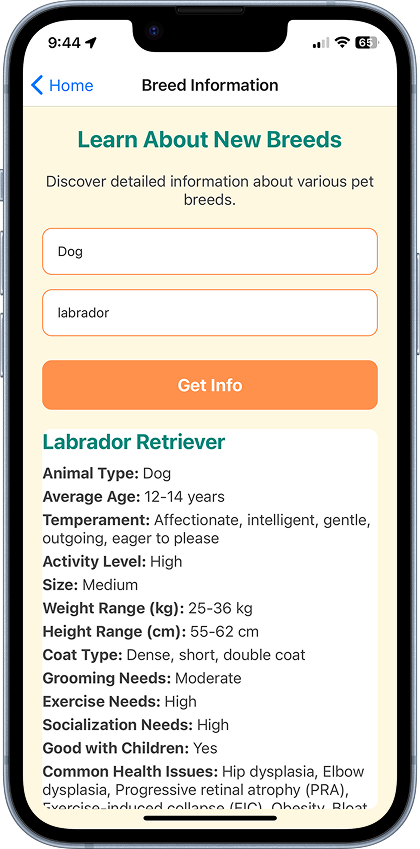 9:44
65
Home
Breed Information
Learn About New Breeds
Discover detailed information about various pet
breeds.
Dog
labrador
Get Info
Labrador Retriever
Animal Type: Dog
Average Age: 12-14 years
Temperament: Affectionate, intelligent, gentle,
outgoing, eager to please
Activity Level: High
Size: Medium
Weight Range (kg): 25-36 kg
Height Range (cm): 55-62 cm
Coat Type: Dense, short, double coat
Grooming Needs: Moderate
Exercise Needs: High
Socialization Needs: High
Good with Children: Yes
Common Health Issues: Hip dysplasia, Elbow
dysplasia, Progressive retinal atrophy (PRA),
Exercise-induced collapse (EIC), Obesity, Bloat